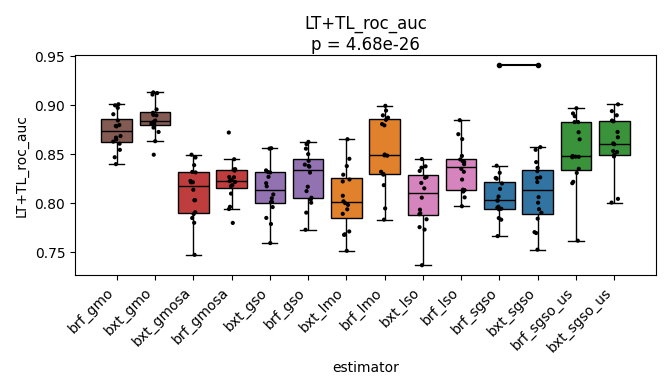 LT+TL_roc_auc
p = 4.68e-26
LT+TL_roc_auc
0.95
0.90
0.85
0.80
0.75
brf_gmo
bxt_gmo
bxt_gmosa
brf_gmosa
bxt_gso
brf_gso
bxt_lmo
brf_lmo
bxt_lso
brf_lso
brf_sgso
bxt_sgso
brf_sgso_us
bxt_sgso_us
estimator